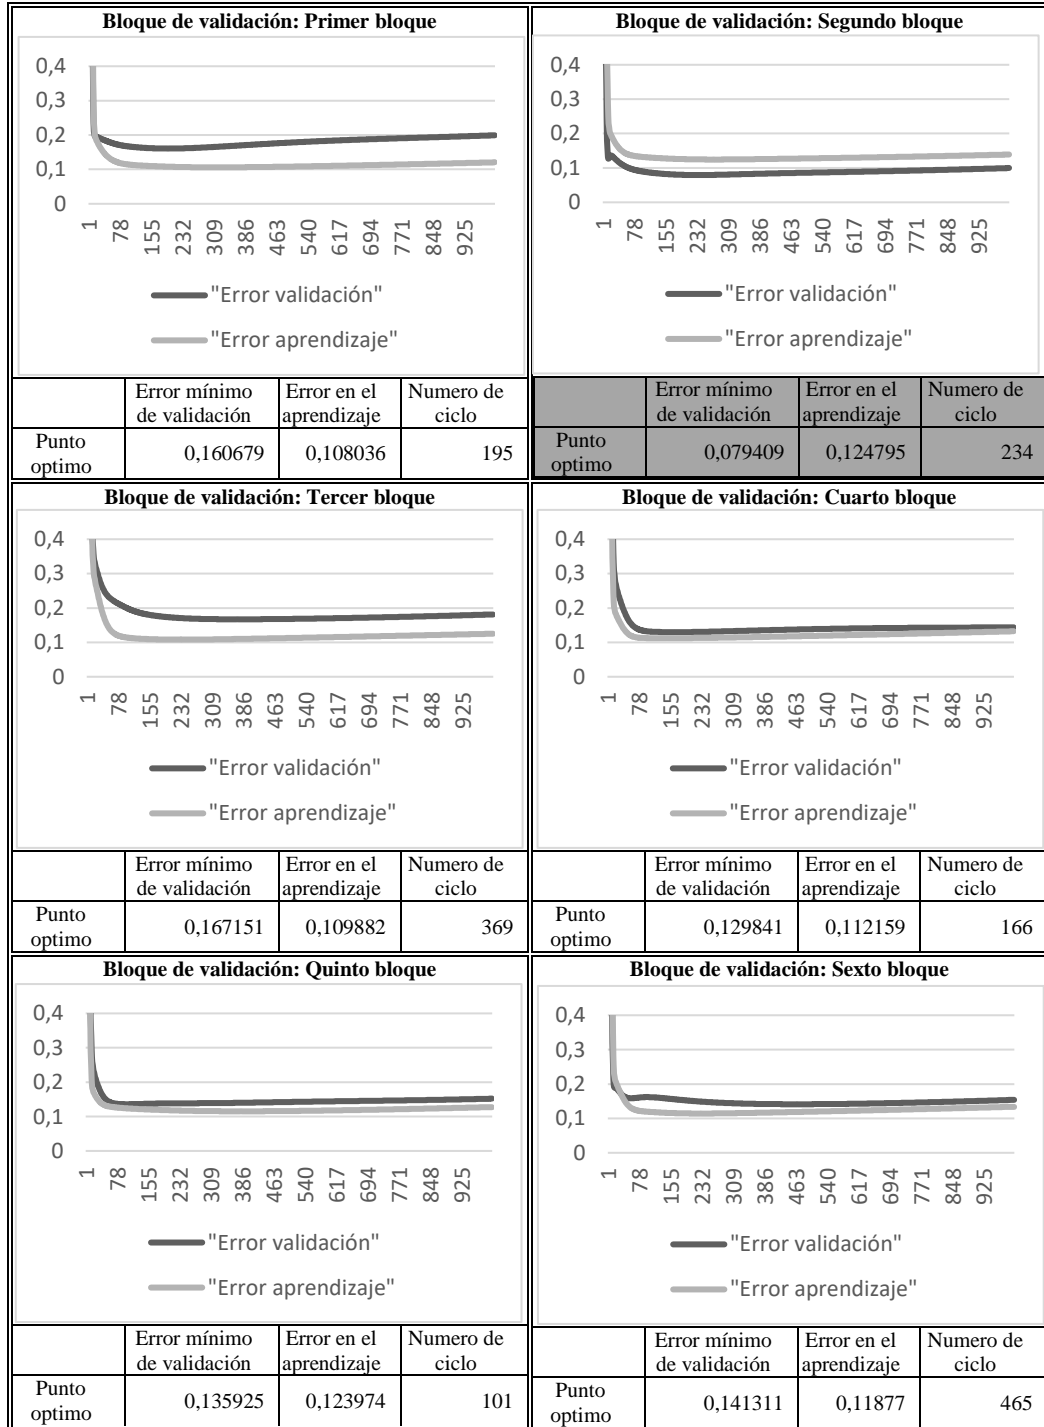 Bloque de validación: Primer bloque
0,4
0,3
0,2
0,1
0
1 78 155 232 309 386 463 540 617 694 771 848 925
"Error validación"
"Error aprendizaje"
Error mínimo de validación Error en el aprendizaje Numero de ciclo
Punto optimo 0,160679 0,108036 195
Bloque de validación: Segundo bloque
0,4
0,3
0,2
0,1
0
1 78 155 232 309 386 463 540 617 694 771 848 925
"Error validación"
"Error aprendizaje"
Error mínimo de validación Error en el aprendizaje Numero de ciclo
Punto optimo 0,079409 0,124795 234
Bloque de validación: Tercer bloque
0,4
0,3
0,2
0,1
0
1 78 155 232 309 386 463 540 617 694 771 848 925
"Error validación"
"Error aprendizaje"
Error mínimo de validación Error en el aprendizaje Numero de ciclo
Punto optimo 0,167151 0,109882 369
Bloque de validación: Cuarto bloque
0,4
0,3
0,2
0,1
0
1 78 155 232 309 386 463 540 617 694 771 848 925
"Error validación"
"Error aprendizaje"
Error mínimo de validación Error en el aprendizaje Numero de ciclo
Punto optimo 0,129841 0,112159 166
Bloque de validación: Quinto bloque
0,4
0,3
0,2
0,1
0
1 78 155 232 309 386 463 540 617 694 771 848 925
"Error validación"
"Error aprendizaje"
Error mínimo de validación Error en el aprendizaje Numero de ciclo
Punto optimo 0,135925 0,123974 101
Bloque de validación: Sexto bloque
0,4
0,3
0,2
0,1
0
1 78 155 232 309 386 463 540 617 694 771 848 925
"Error validación"
"Error aprendizaje"
Error mínimo de validación Error en el aprendizaje Numero de ciclo
Punto optimo 0,141311 0,11877 465